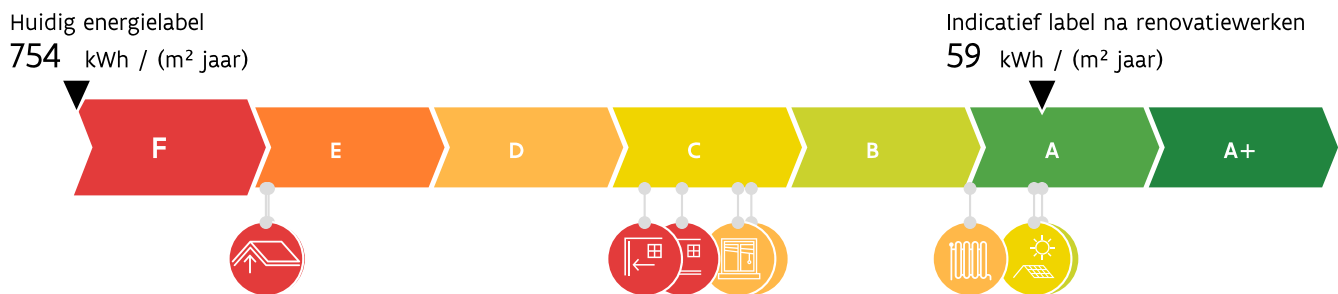 Huidig energielabel
754 kWh / (m² jaar)
Indicatief label na renovatiewerken
59 kWh / (m² jaar)
F E D C B A A+